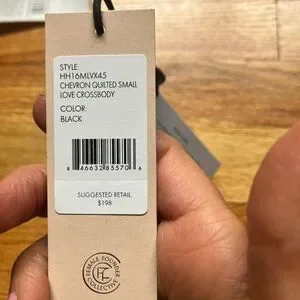 STYLE:
HH16MLVX45
CHEVRON QUILTED SMALL
LOVE CROSSBODY
COLOR:
BLACK
8 46632 85570 6
SUGGESTED RETAIL
$198
FEMALE FOUNDER
COLLECTIVE